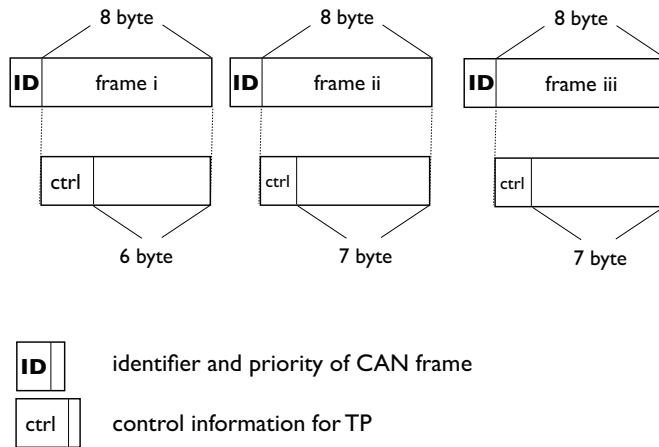 8 byte 8 byte 8 byte
ID frame i ID frame ii ID frame iii
ctrl ctrl ctrl
6 byte 7 byte 7 byte
ID identifier and priority of CAN frame
ctrl control information for TP